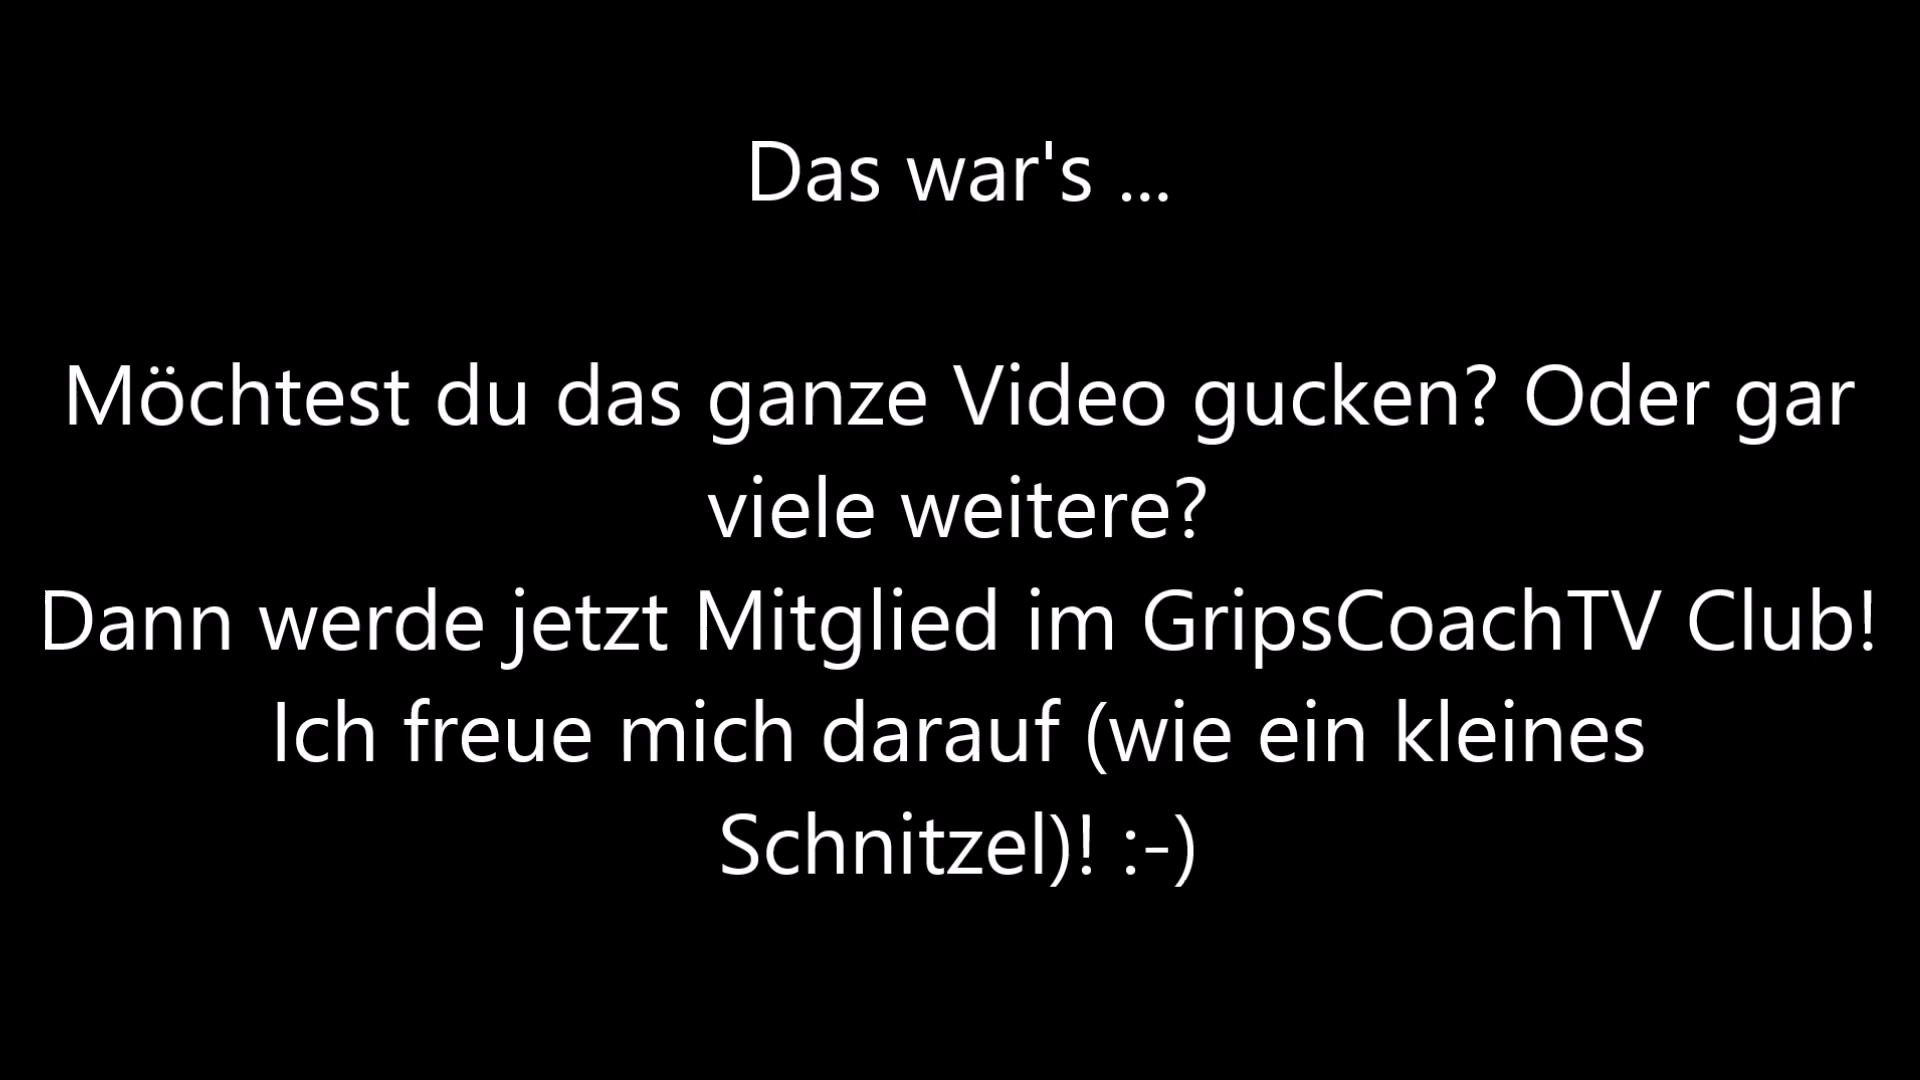 Das war's ...
Möchtest du das ganze Video gucken? Oder gar
viele weitere?
Dann werde jetzt Mitglied im GripsCoachTV Club!
Ich freue mich darauf (wie ein kleines
Schnitzel)! :-)